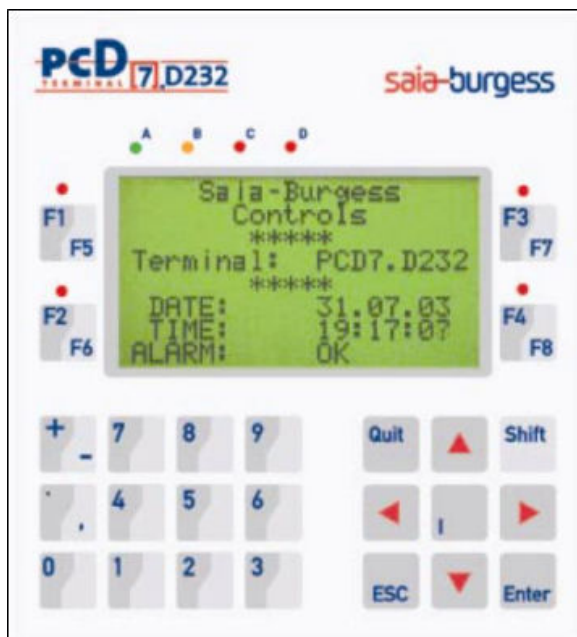 PCD [7].D232
TERMINAL
saia-burgess
A B C D
F1
F5
F2
F6
F3
F7
F4
F8
Saia-Burgess
Controls
*****
Terminal: PCD7.D232
*****
DATE: 31.07.03
TIME: 19:17:07
ALARM: OK
+ - 7 8 9
. , 4 5 6
0 1 2 3
Quit Shift
I
ESC Enter